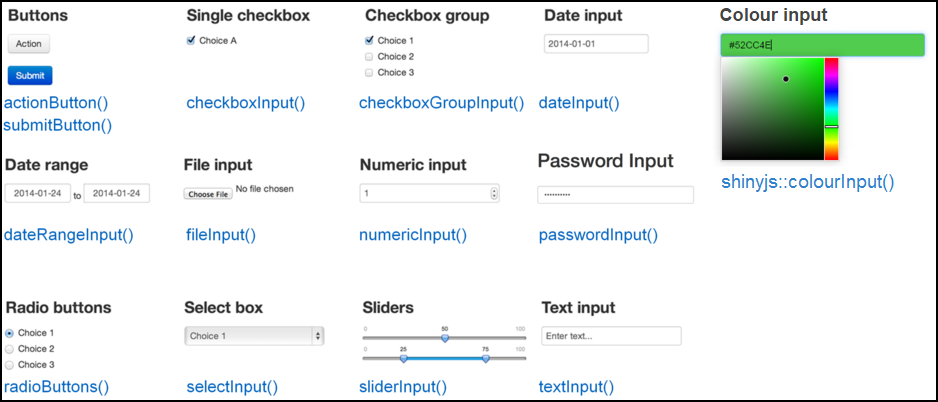 Buttons
Action
Submit
actionButton()
submitButton()
Single checkbox
Choice A
checkboxInput()
Checkbox group
Choice 1
Choice 2
Choice 3
checkboxGroupInput()
Date input
2014-01-01
dateInput()
Colour input
#52CC4E
shinyjs::colourInput()
Date range
2014-01-24 to 2014-01-24
dateRangeInput()
File input
Choose File No file chosen
fileInput()
Numeric input
1
numericInput()
Password Input
••••••••••
passwordInput()
Radio buttons
Choice 1
Choice 2
Choice 3
radioButtons()
Select box
Choice 1
selectInput()
Sliders
0 50 100
0 25 75 100
sliderInput()
Text input
Enter text...
textInput()